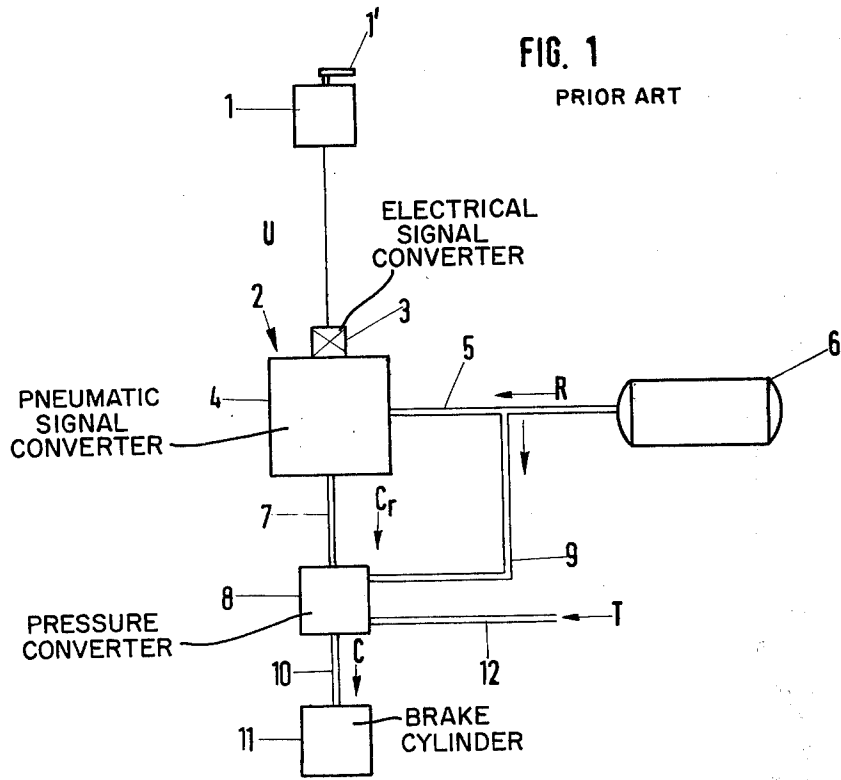 1'
FIG. 1
PRIOR ART
1
U
ELECTRICAL
SIGNAL
CONVERTER
2
3
5
R
6
PNEUMATIC
SIGNAL
CONVERTER
4
7
Cr
9
8
T
PRESSURE
CONVERTER
10
C
12
11
BRAKE
CYLINDER